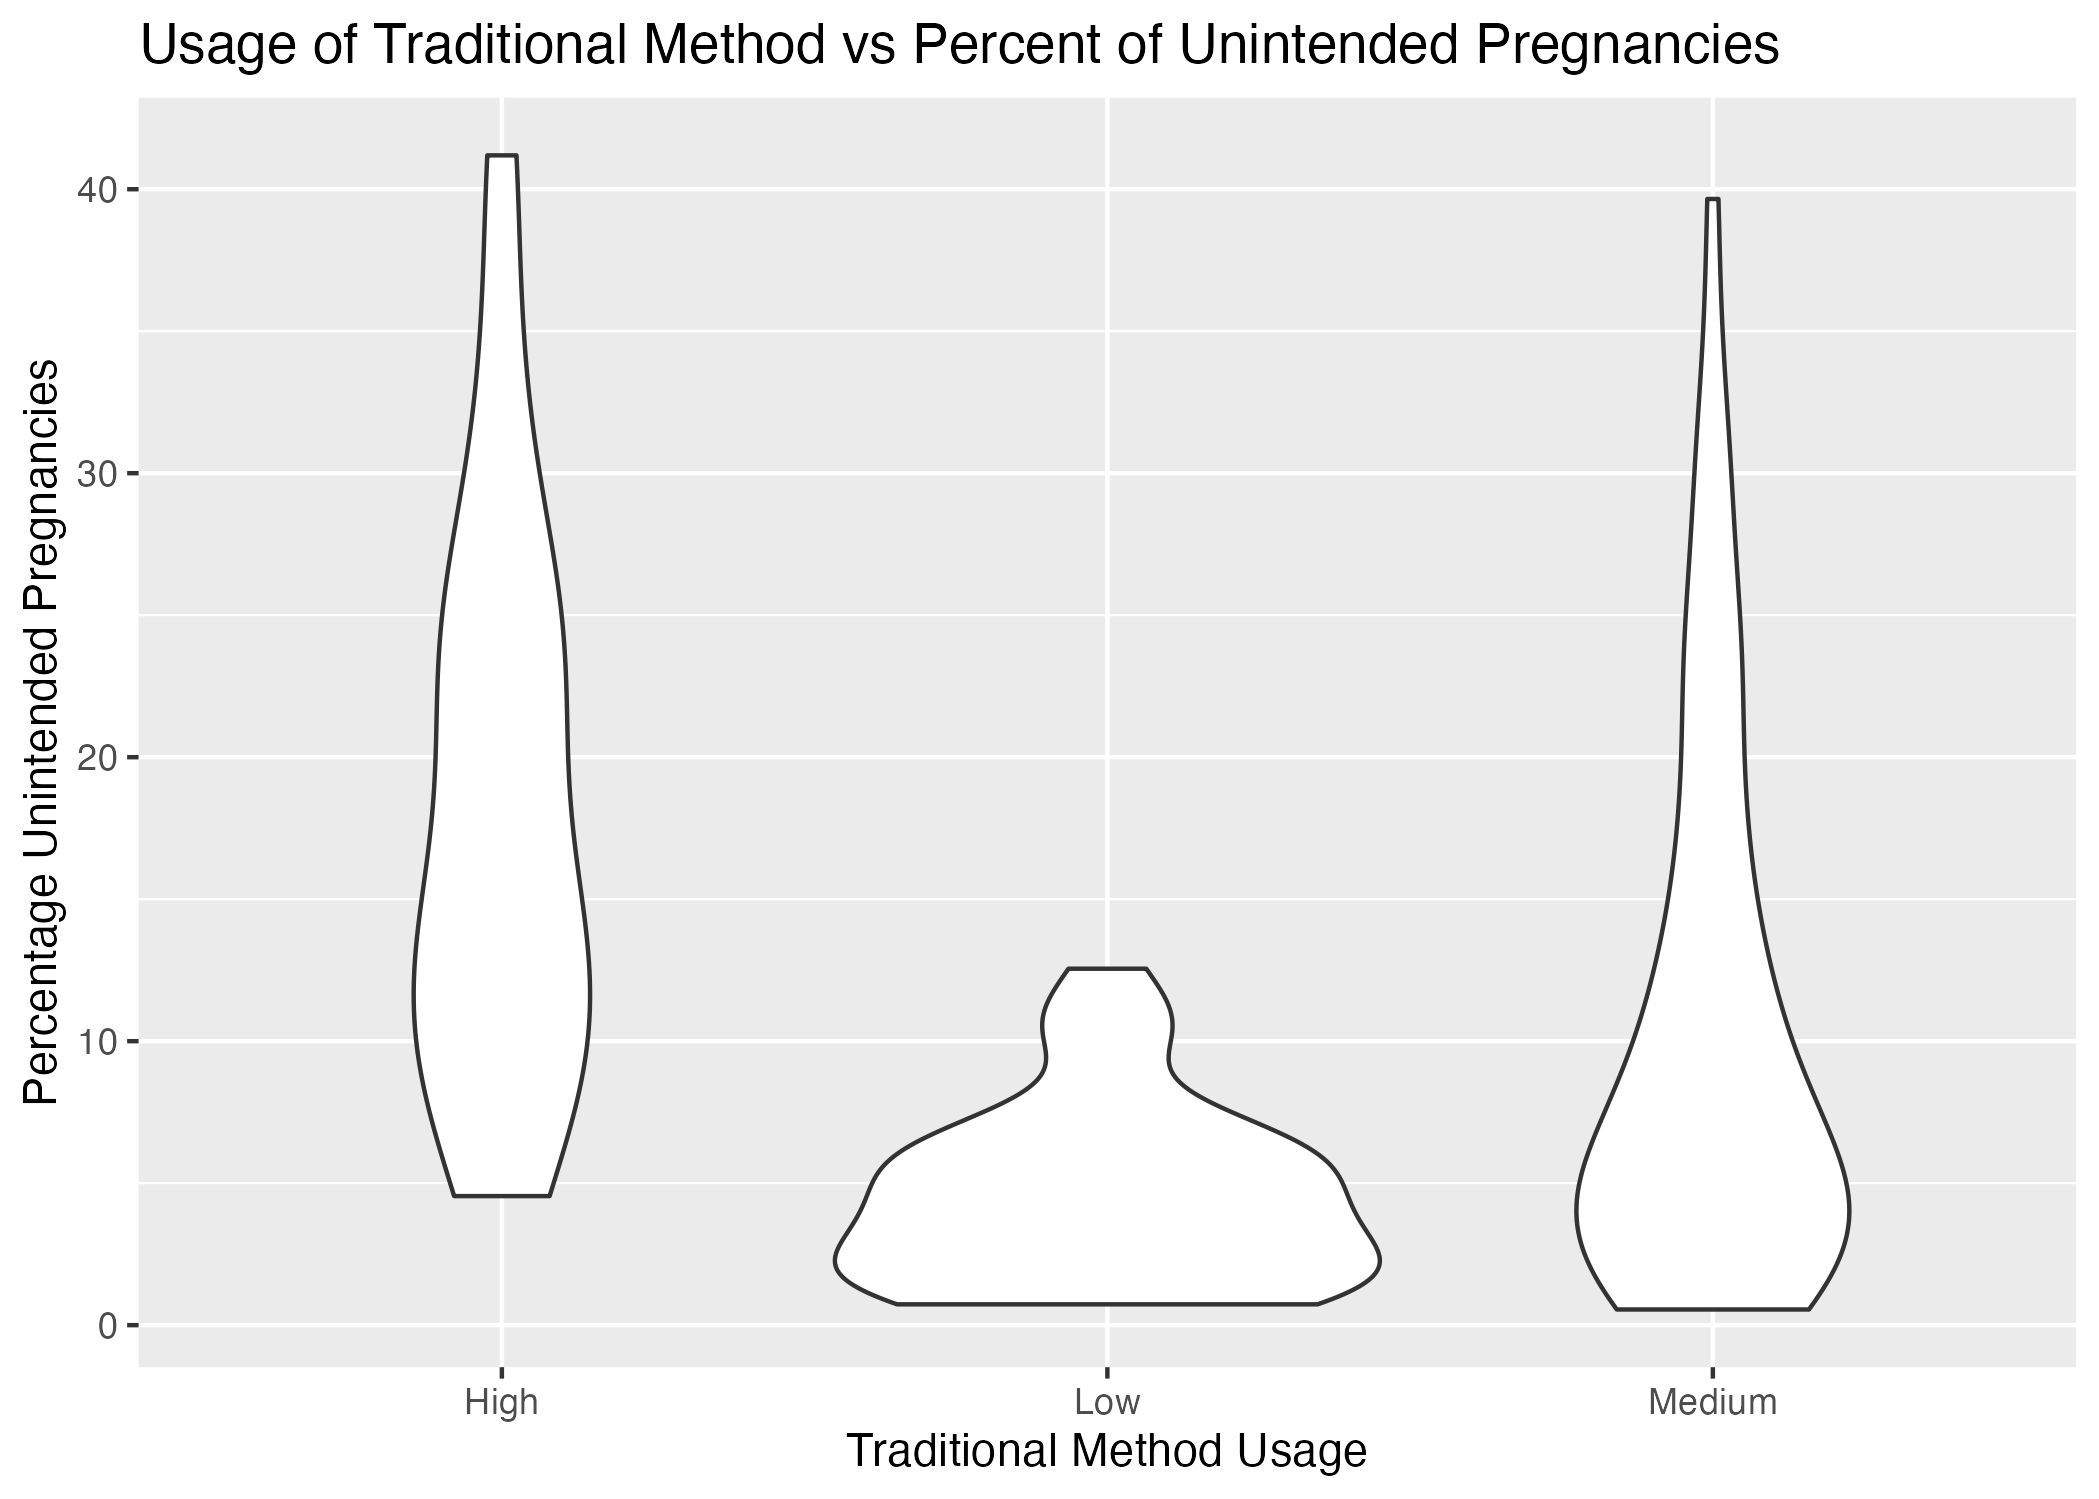 Usage of Traditional Method vs Percent of Unintended Pregnancies
Percentage Unintended Pregnancies
40
30
20
10
0
High Low Medium
Traditional Method Usage